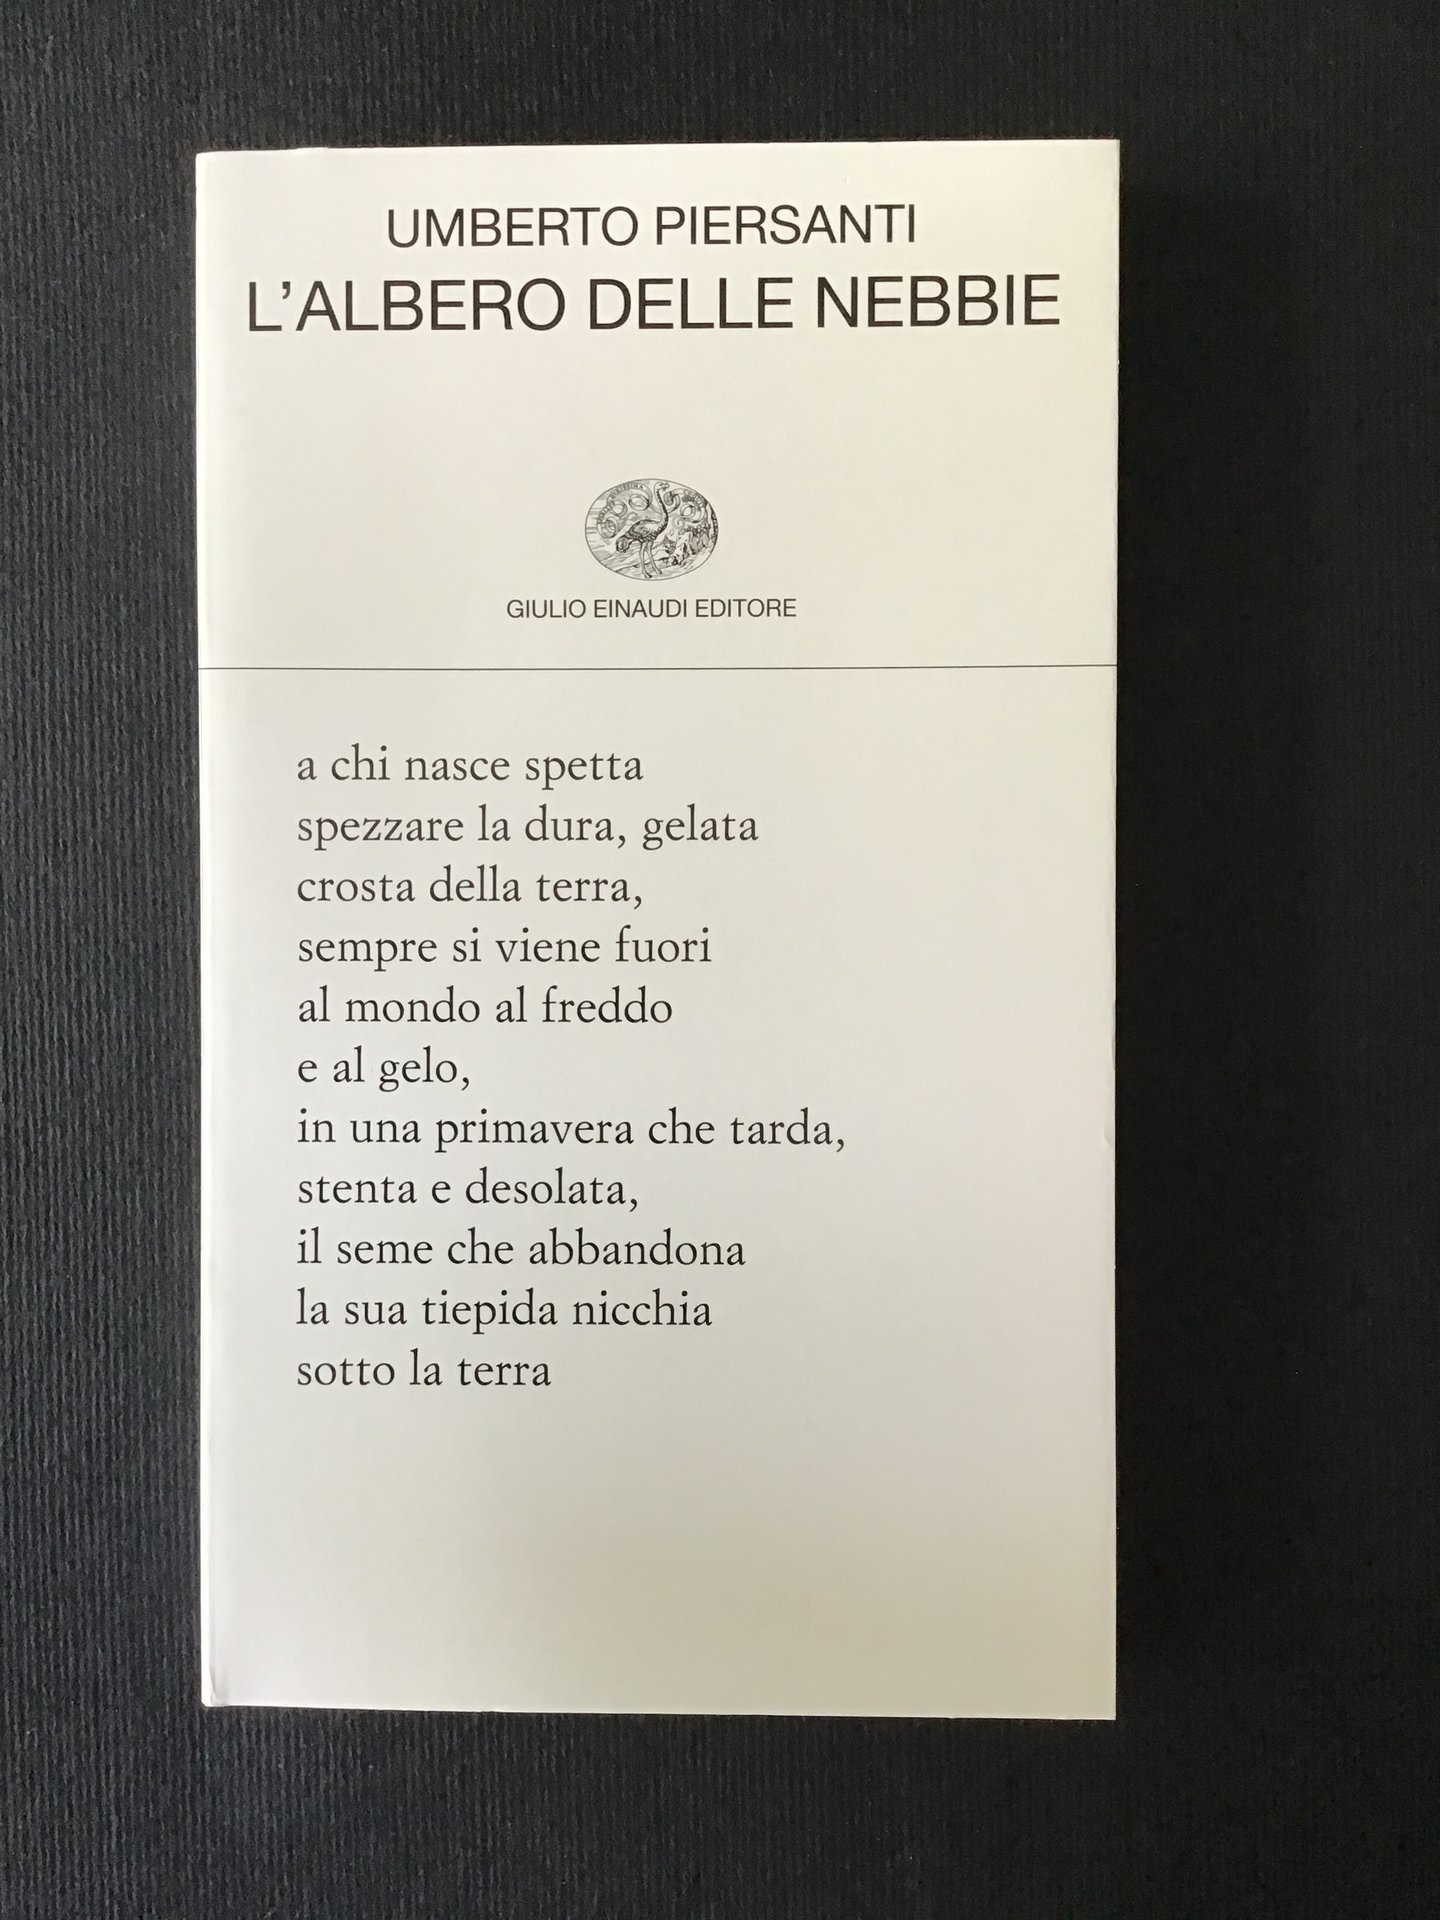 UMBERTO PIERSANTI
L'ALBERO DELLE NEBBIE
GIULIO EINAUDI EDITORE
a chi nasce spetta
spezzare la dura, gelata
crosta della terra,
sempre si viene fuori
al mondo al freddo
e al gelo,
in una primavera che tarda,
stenta e desolata,
il seme che abbandona
la sua tiepida nicchia
sotto la terra